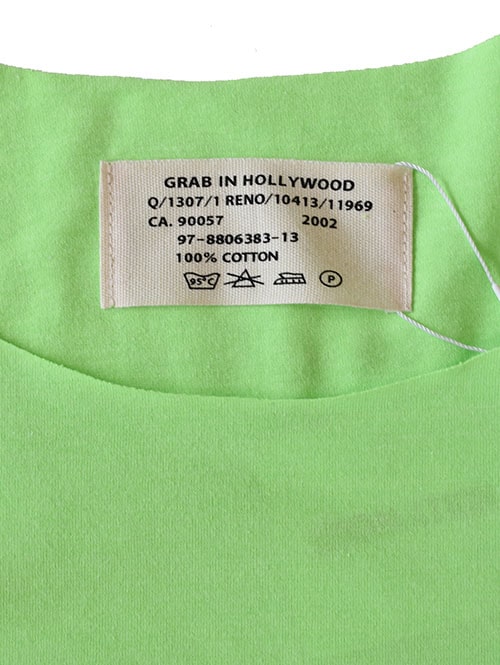 GRAB IN HOLLYWOOD
Q/1307/1 RENO/10413/11969
CA. 90057 2002
97-8806383-13
100% COTTON
95°C P